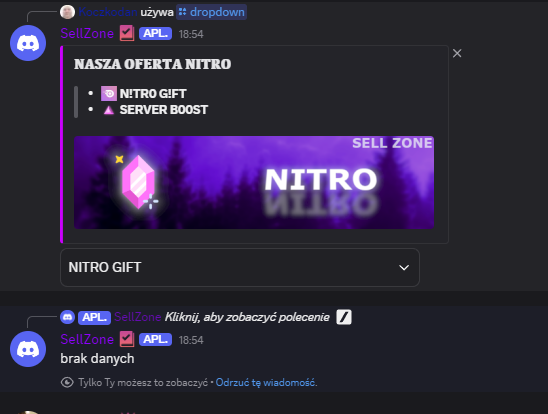 używa dropdown
SellZone APL. 18:54
NASZA OFERTA NITRO
• N!TR0 G!FT
• SERVER B00ST
SELL ZONE
NITRO
NITRO GIFT
APL. SellZone Kliknij, aby zobaczyć polecenie
SellZone APL. 18:54
brak danych
Tylko Ty możesz to zobaczyć • Odrzuć tę wiadomość.